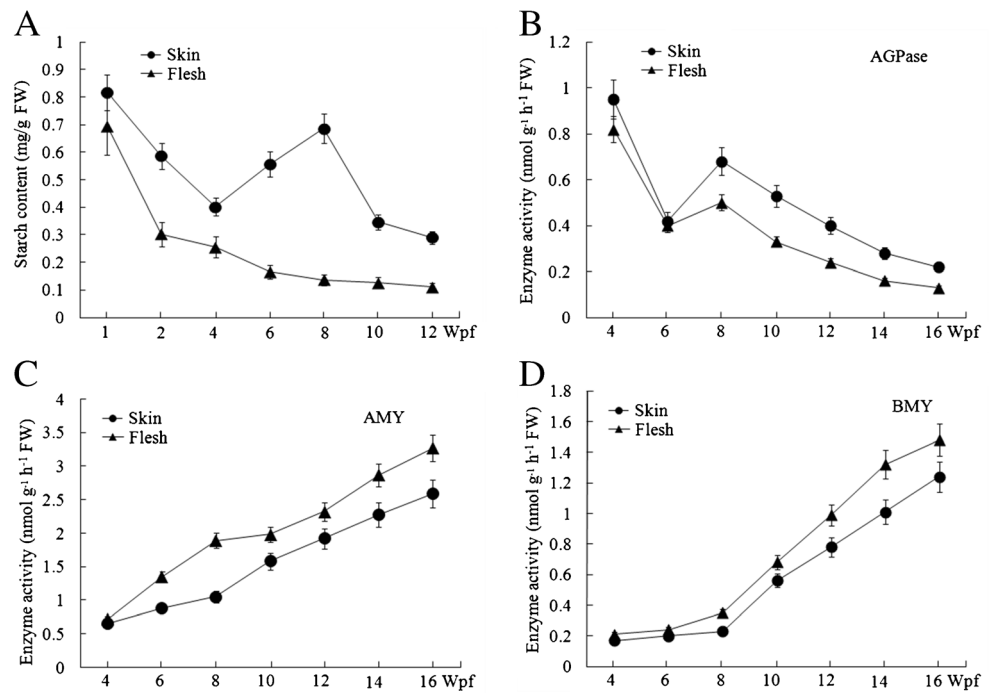 A
Skin
Flesh
Starch content (mg/g FW)
1
0.9
0.8
0.7
0.6
0.5
0.4
0.3
0.2
0.1
0
1 2 4 6 8 10 12 Wpf
B
Skin
Flesh
AGPase
Enzyme activity (nmol g-1 h-1 FW)
1.2
1
0.8
0.6
0.4
0.2
0
4 6 8 10 12 14 16 Wpf
C
Skin
Flesh
AMY
Enzyme activity (nmol g-1 h-1 FW)
4
3.5
3
2.5
2
1.5
1
0.5
0
4 6 8 10 12 14 16 Wpf
D
Skin
Flesh
BMY
Enzyme activity (nmol g-1 h-1 FW)
1.8
1.6
1.4
1.2
1
0.8
0.6
0.4
0.2
0
4 6 8 10 12 14 16 Wpf